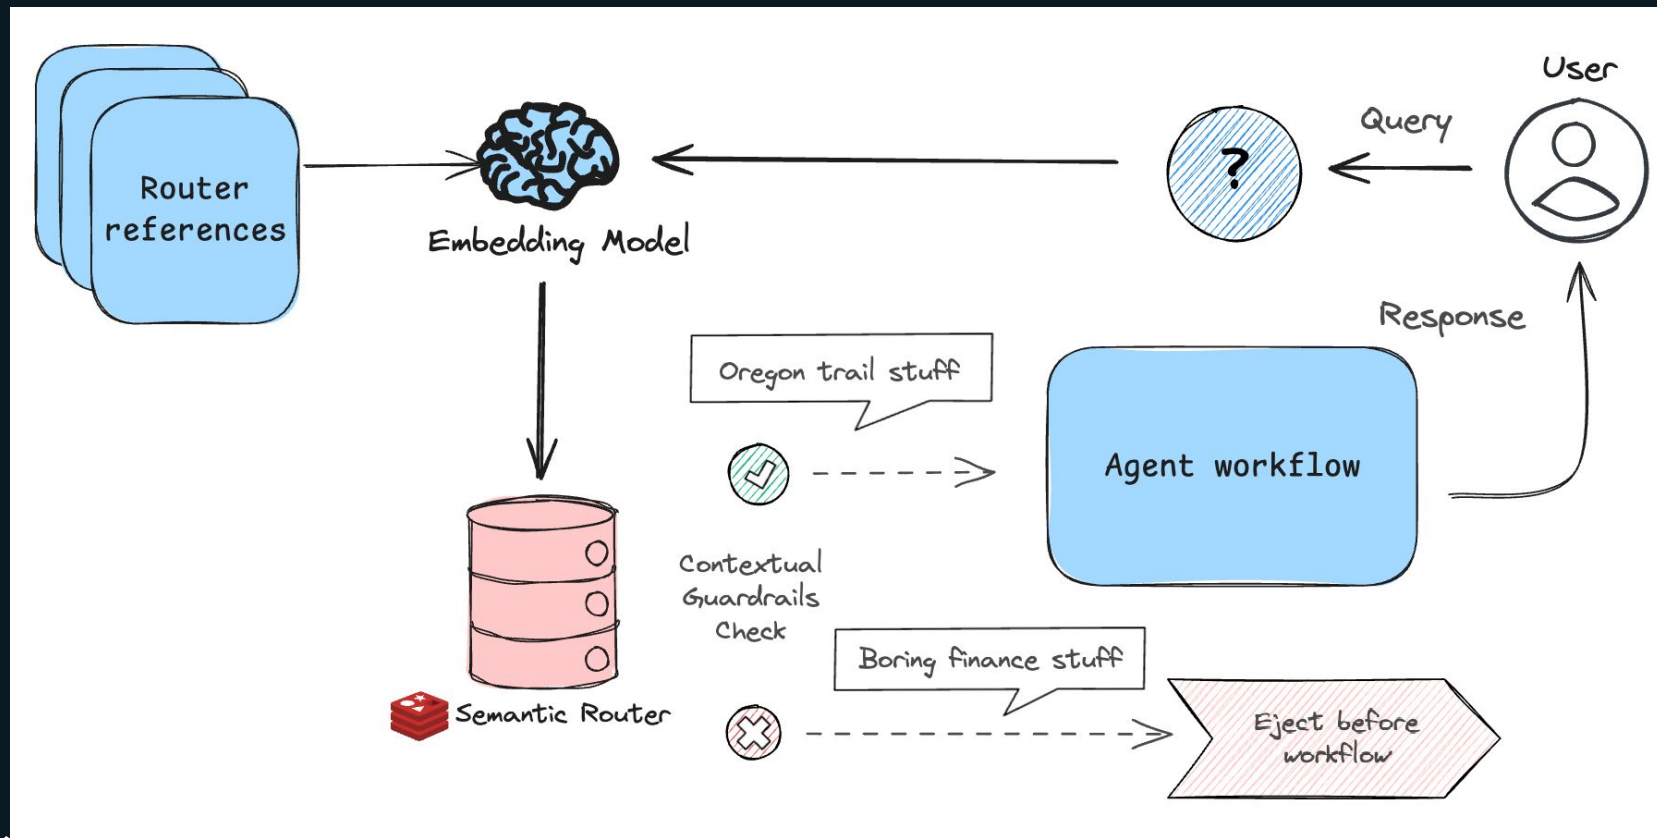 User
Query
?
Router
references
Embedding Model
Response
Oregon trail stuff
Agent workflow
Contextual
Guardrails
Check
Boring finance stuff
Semantic Router
Eject before
workflow